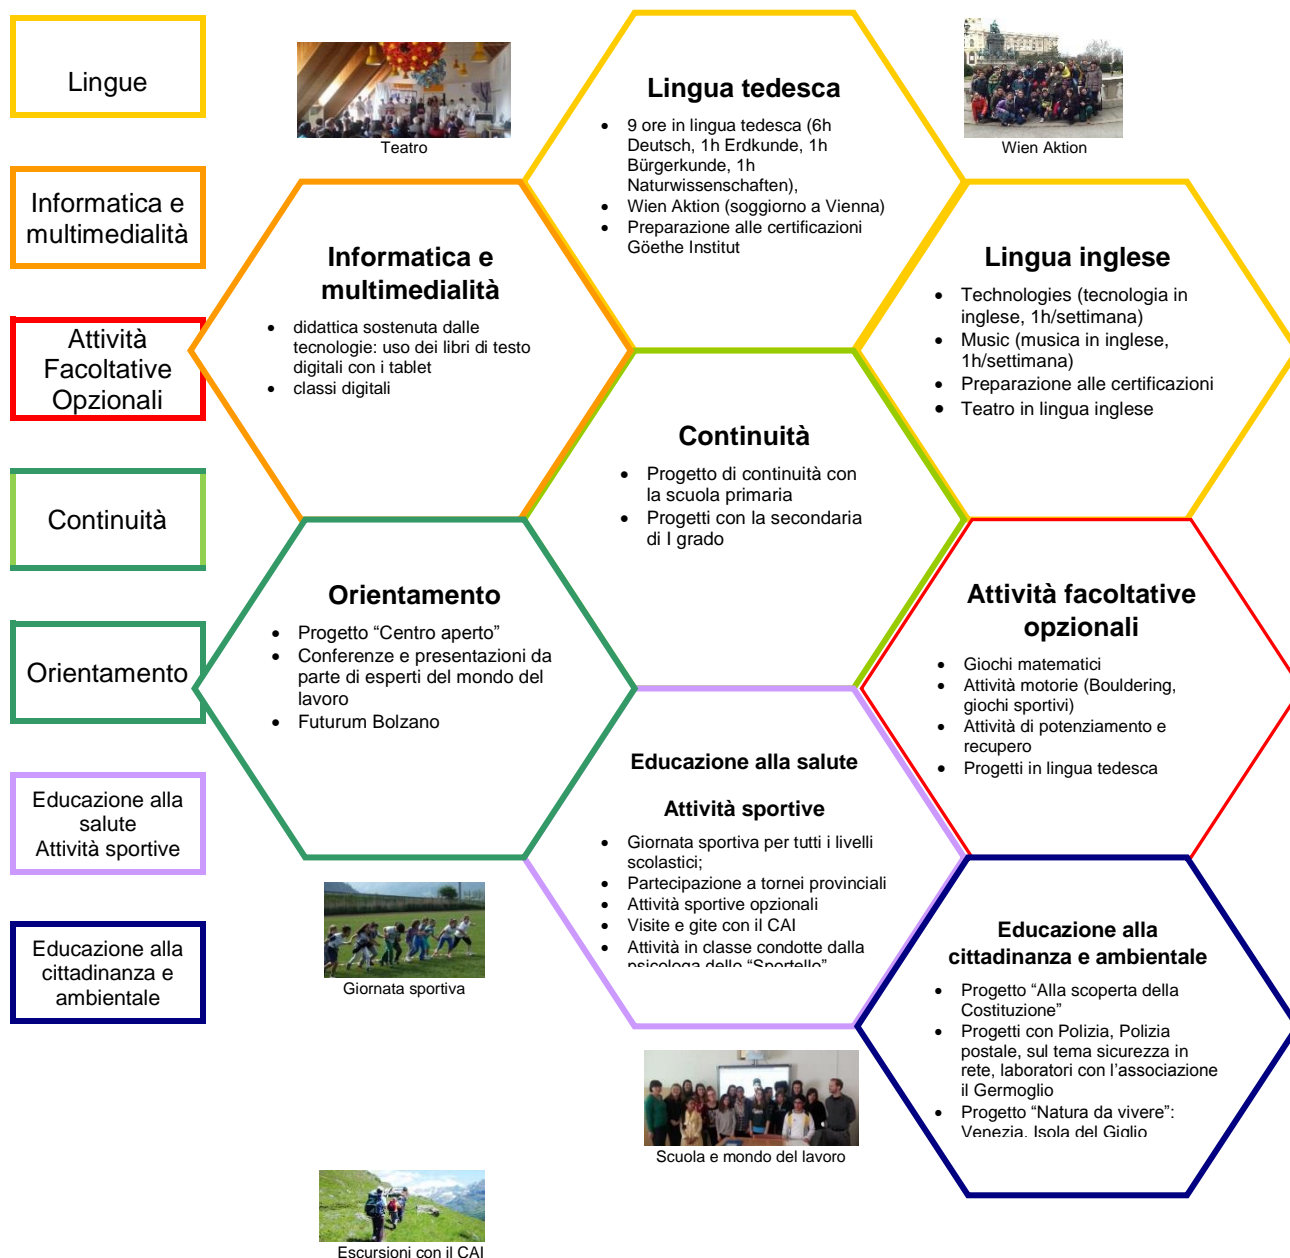 Lingue
Informatica e
multimedialità
Attività
Facoltative
Opzionali
Continuità
Orientamento
Educazione alla
salute
Attività sportive
Educazione alla
cittadinanza e
ambientale
Teatro
Lingua tedesca
• 9 ore in lingua tedesca (6h
Deutsch, 1h Erdkunde, 1h
Bürgerkunde, 1h
Naturwissenschaften),
• Wien Aktion (soggiorno a Vienna)
• Preparazione alle certificazioni
Göethe Institut
Wien Aktion
Informatica e
multimedialità
• didattica sostenuta dalle
tecnologie: uso dei libri di testo
digitali con i tablet
• classi digitali
Lingua inglese
• Technologies (tecnologia in
inglese, 1h/settimana)
• Music (musica in inglese,
1h/settimana)
• Preparazione alle certificazioni
• Teatro in lingua inglese
Continuità
• Progetto di continuità con
la scuola primaria
• Progetti con la secondaria
di I grado
Orientamento
• Progetto “Centro aperto”
• Conferenze e presentazioni da
parte di esperti del mondo del
lavoro
• Futurum Bolzano
Attività facoltative
opzionali
• Giochi matematici
• Attività motorie (Bouldering,
giochi sportivi)
• Attività di potenziamento e
recupero
• Progetti in lingua tedesca
Educazione alla salute
Attività sportive
• Giornata sportiva per tutti i livelli
scolastici;
• Partecipazione a tornei provinciali
• Attività sportive opzionali
• Visite e gite con il CAI
• Attività in classe condotte dalla
psicologa dello “Sportello”
Giornata sportiva
Educazione alla
cittadinanza e ambientale
• Progetto “Alla scoperta della
Costituzione”
• Progetti con Polizia, Polizia
postale, sul tema sicurezza in
rete, laboratori con l’associazione
il Germoglio
• Progetto “Natura da vivere”:
Venezia, Isola del Giglio
Scuola e mondo del lavoro
Escursioni con il CAI